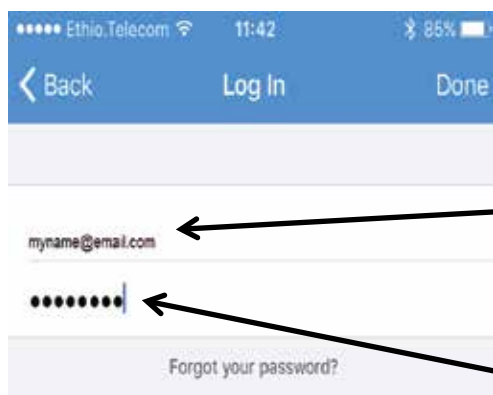 ●●●●● Ethio.Telecom 11:42 85%
Back Log In Done
myname@email.com
●●●●●●●●
Forgot your password?